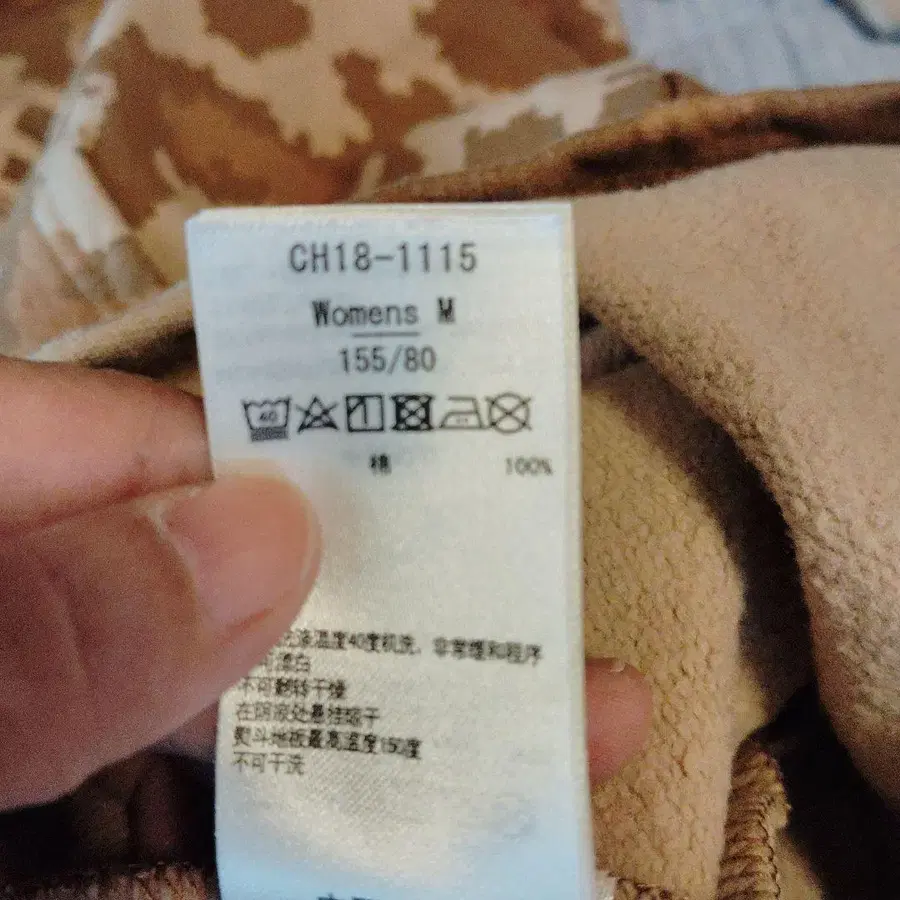 CH18-1115
Womens M
155/80
40
棉 100%
涤温度40度机洗，非常缓和程序
漂白
不可翻转干燥
在阴凉处悬挂晾干
熨斗地板最高温度150度
不可干洗